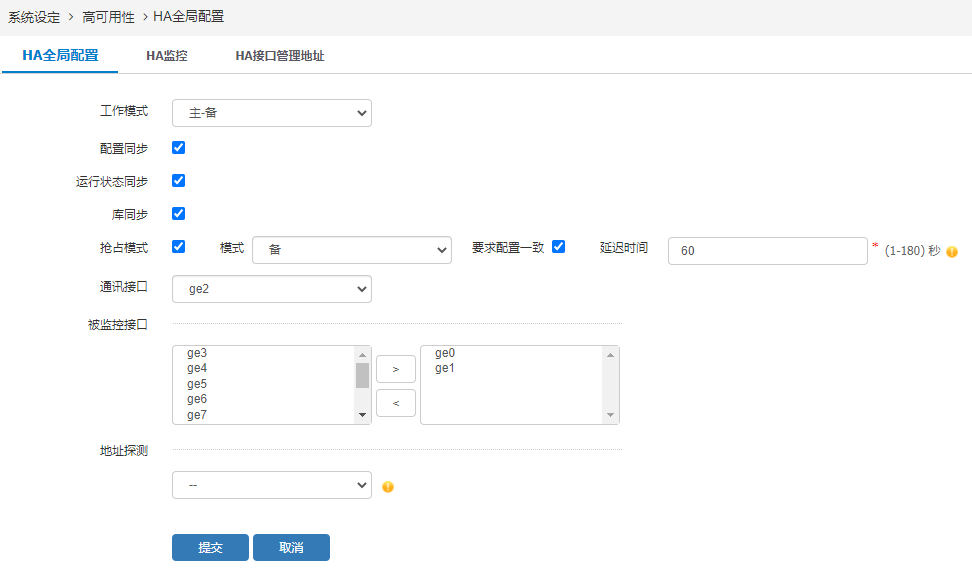 系统设定 > 高可用性 > HA全局配置
HA全局配置 HA监控 HA接口管理地址
工作模式 主-备
配置同步
运行状态同步
库同步
抢占模式 模式 备 要求配置一致 延迟时间 60 * (1-180) 秒
通讯接口 ge2
被监控接口
ge3
ge4
ge5
ge6
ge7
>
<
ge0
ge1
地址探测
--
提交 取消